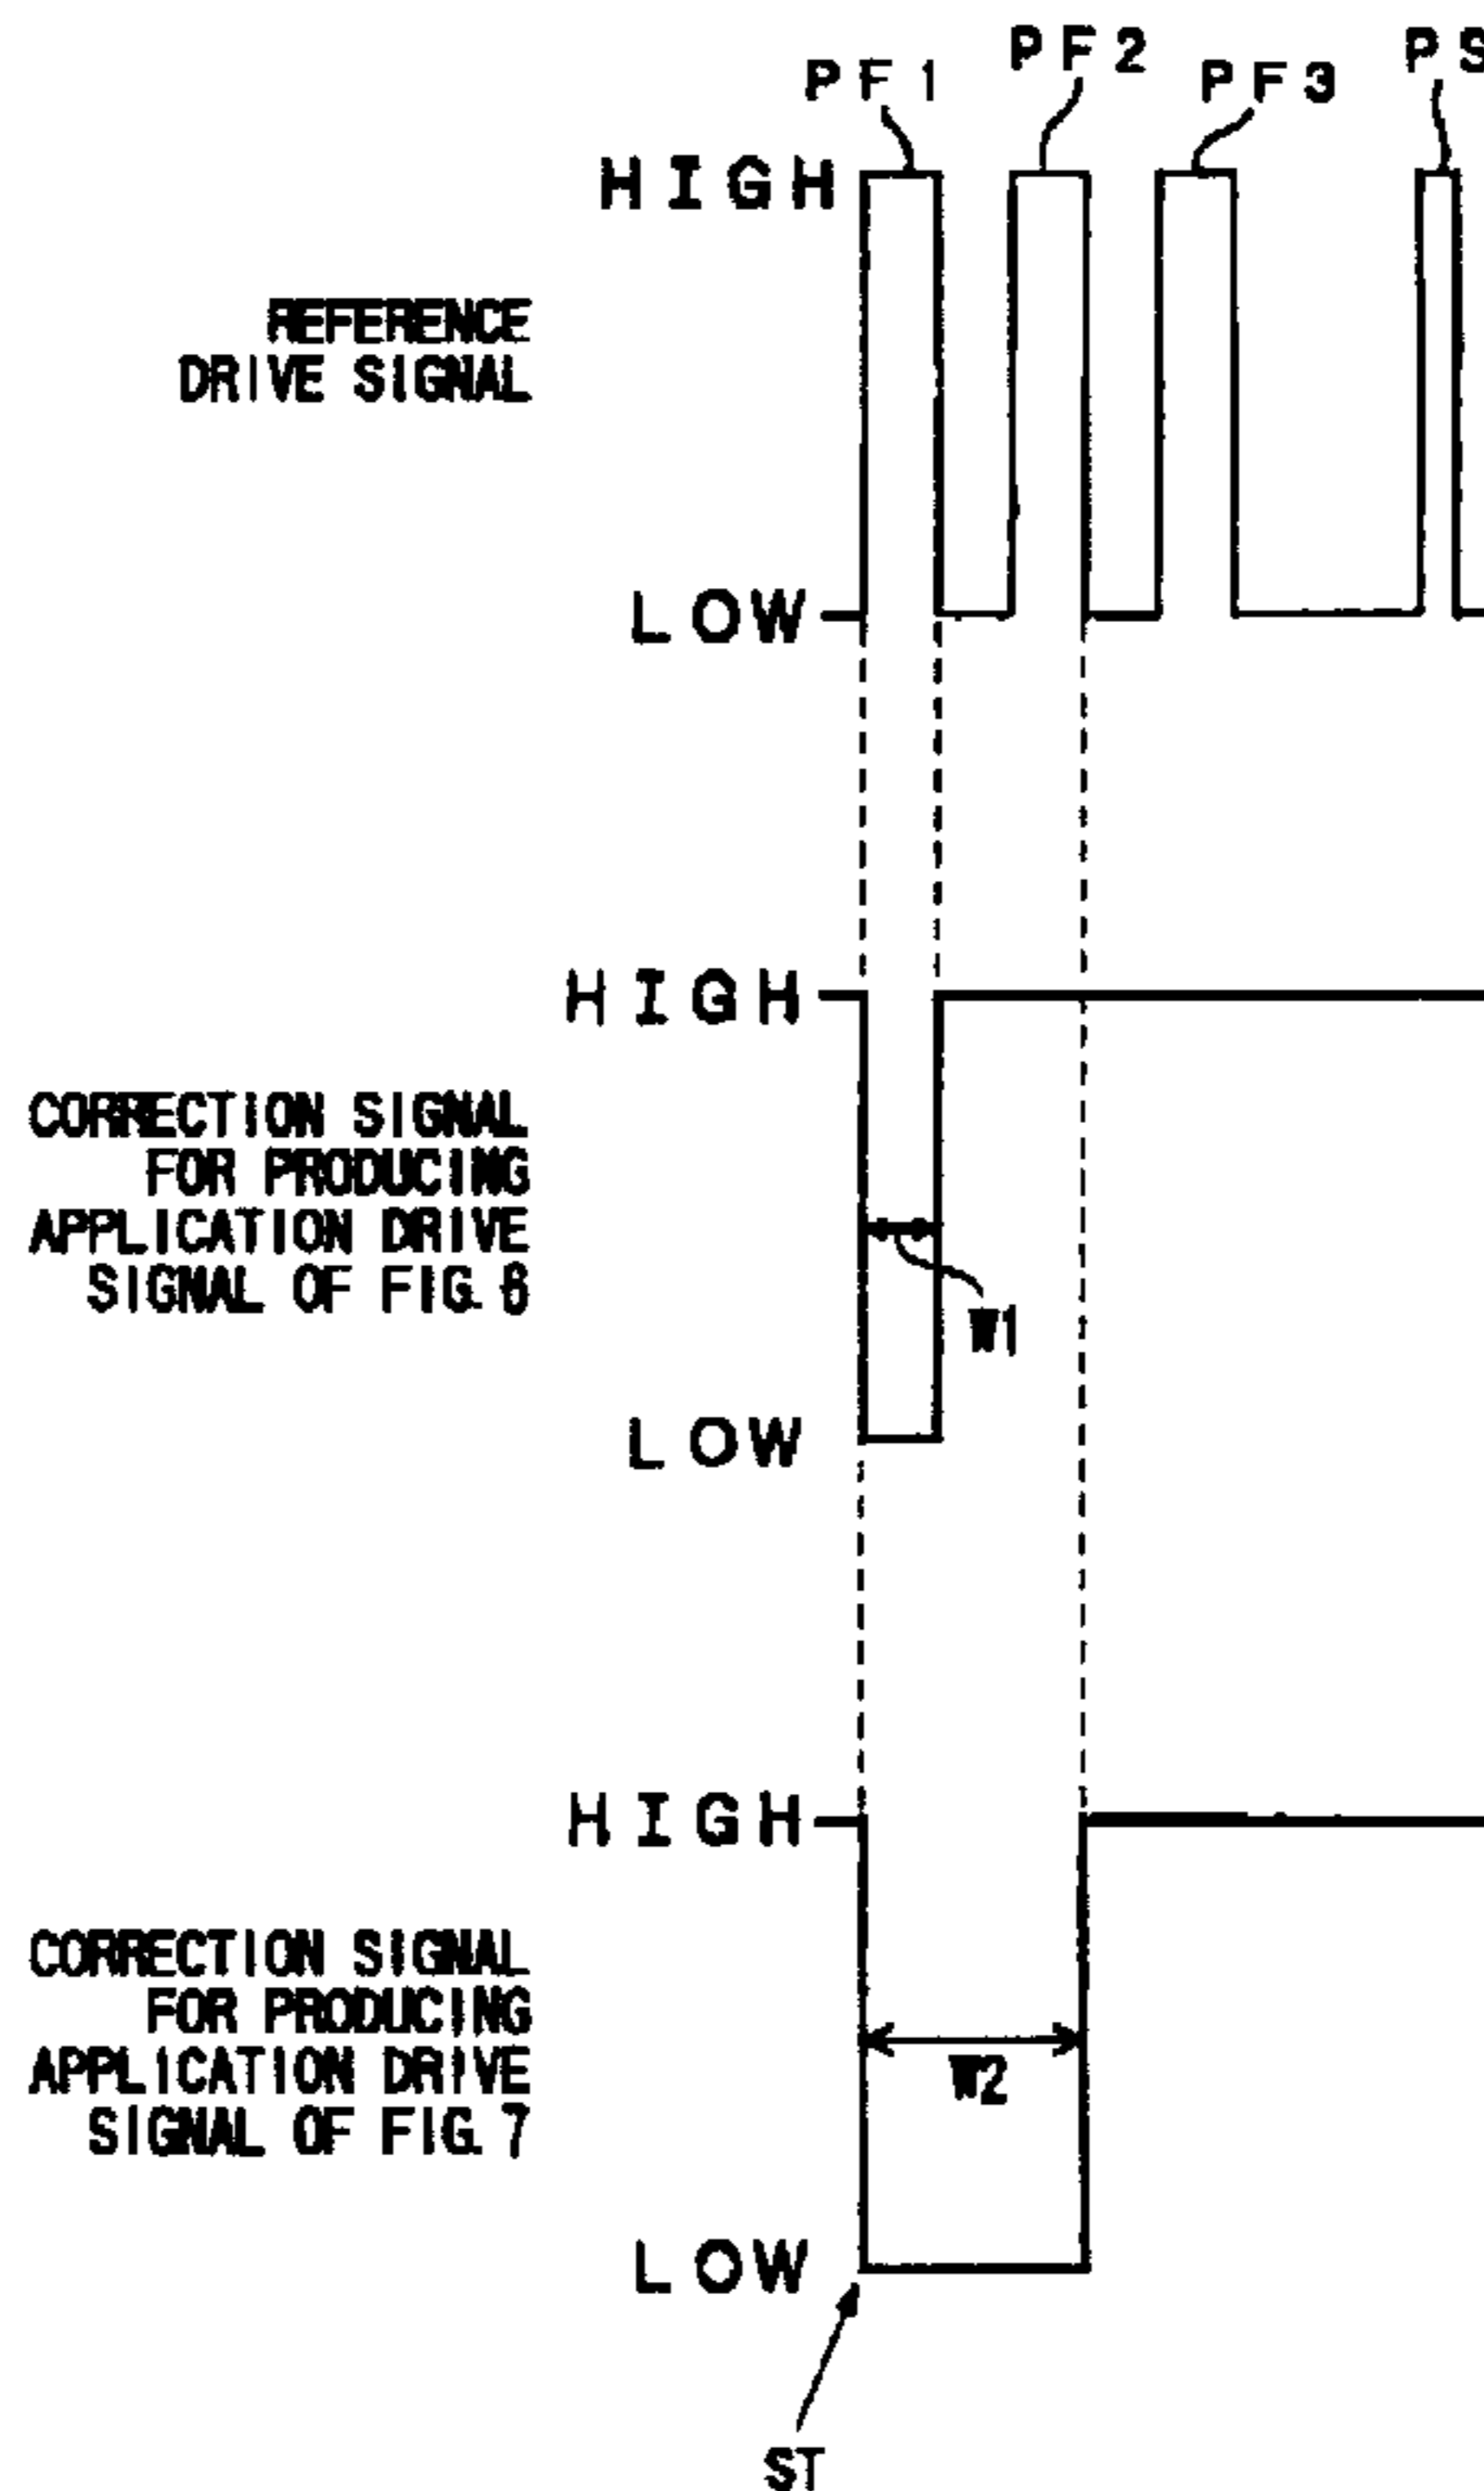 PF1
PF2
PF3
PS
HIGH
REFERENCE
DRIVE SIGNAL
LOW
HIGH
CORRECTION SIGNAL
FOR PRODUCING
APPLICATION DRIVE
SIGNAL OF FIG. 6
W1
LOW
HIGH
CORRECTION SIGNAL
FOR PRODUCING
APPLICATION DRIVE
SIGNAL OF FIG. 7
W2
LOW
ST